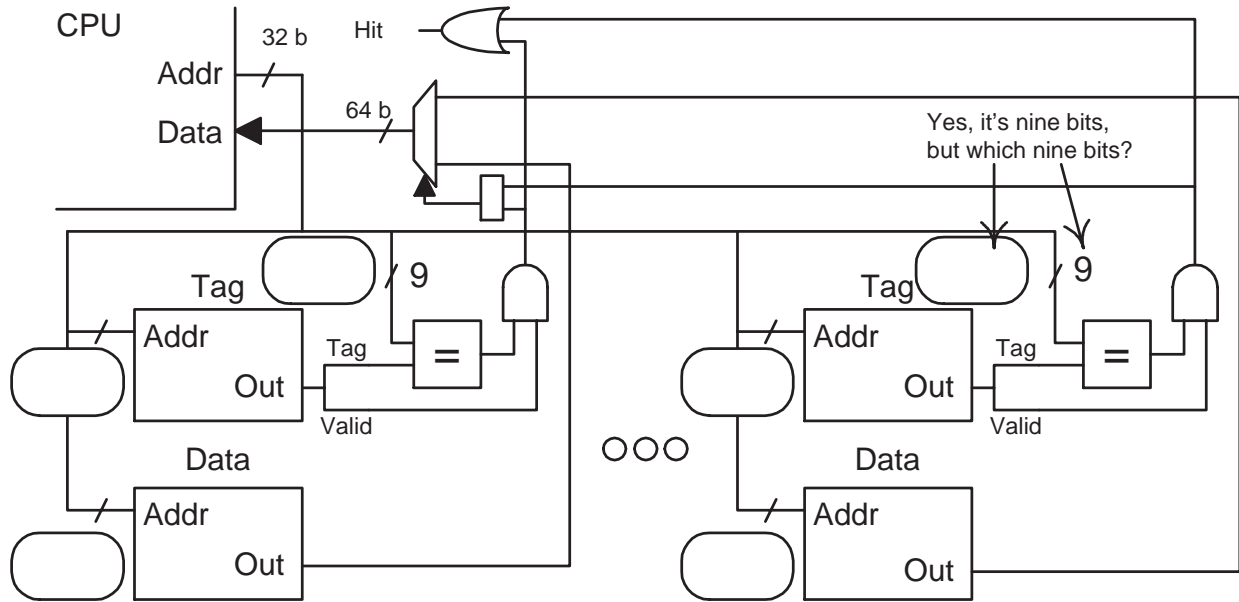 CPU
32 b
Hit
Addr
64 b
Data
Yes, it's nine bits,
but which nine bits?
9
9
Tag
Tag
Addr
Tag
=
Addr
Tag
=
Out
Out
Valid
Valid
Data
Data
Addr
Addr
Out
Out